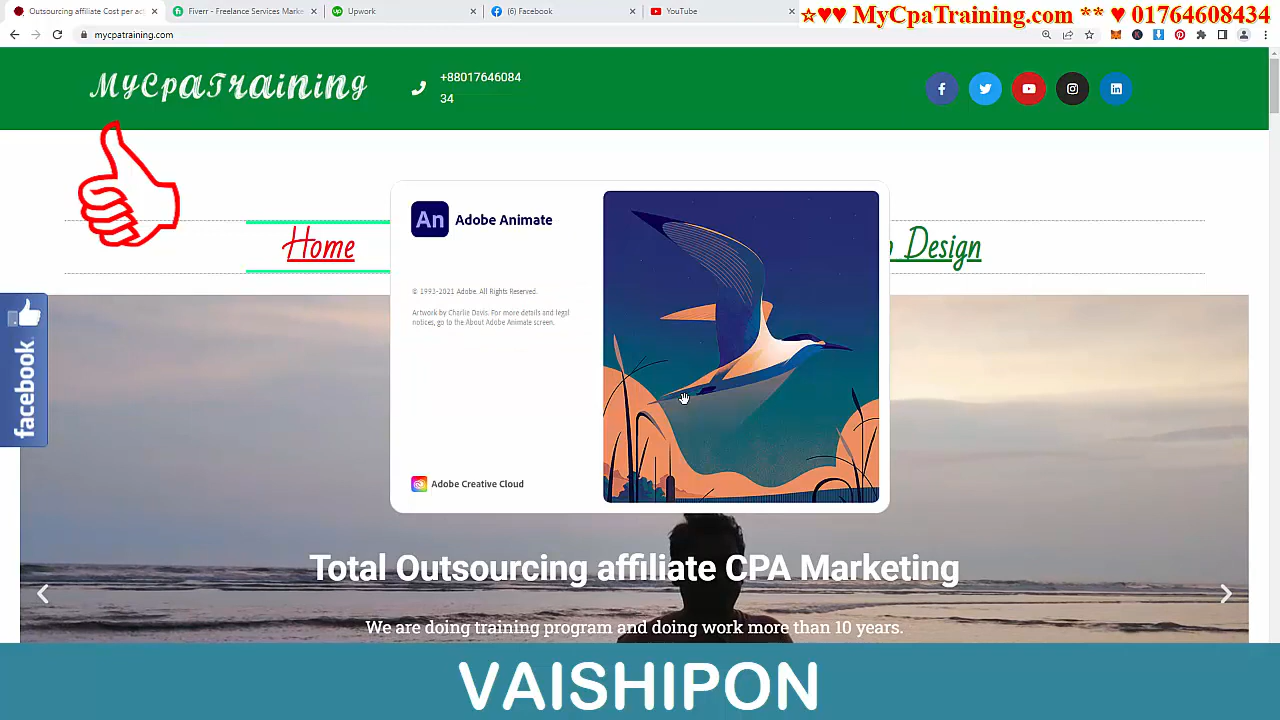 Outsourcing affiliate Cost per ac
Fiverr - Freelance Services Marke
Upwork
(6) Facebook
YouTube
MyCpaTraining.com ** ♥ 01764608434
mycpatraining.com
MyCpaTraining
+88017646084
34
An Adobe Animate
© 1993-2021 Adobe. All Rights Reserved.
Artwork by Charlie Davis. For more details and legal
notices, go to the About Adobe Animate screen.
Home
Design
facebook
Adobe Creative Cloud
Total Outsourcing affiliate CPA Marketing
We are doing training program and doing work more than 10 years.
VAISHIPON